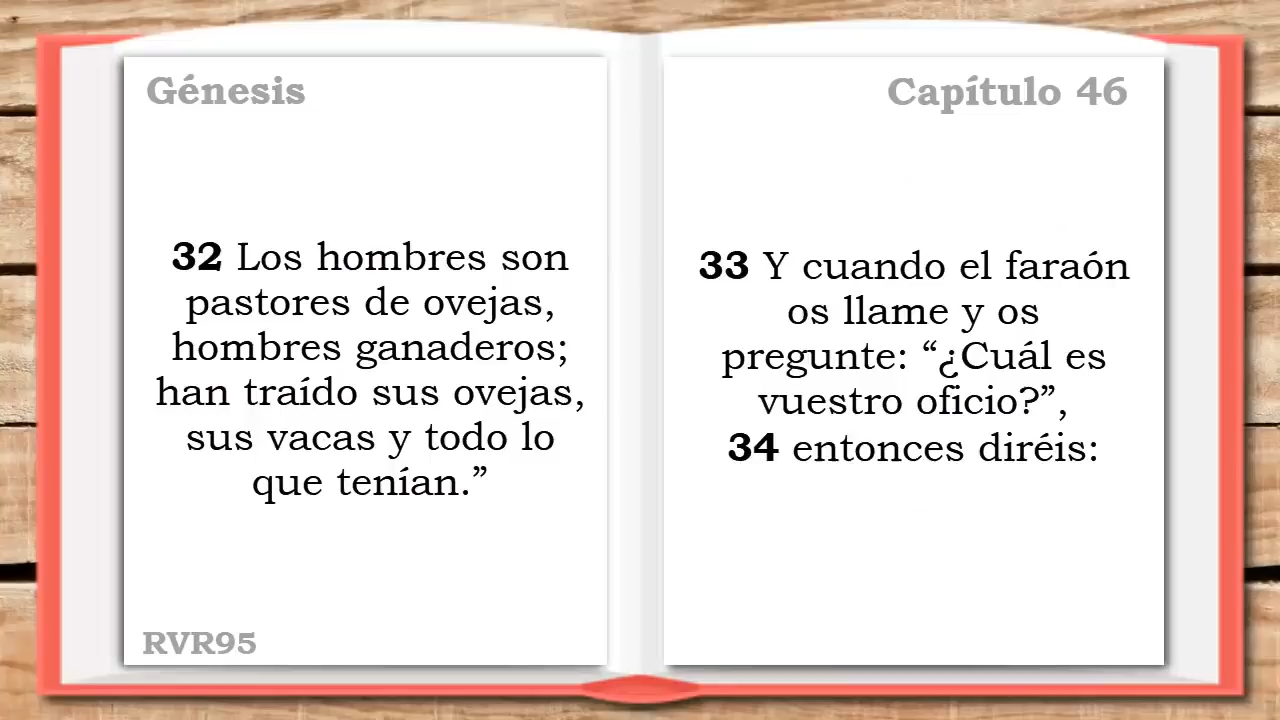 Génesis
32 Los hombres son
pastores de ovejas,
hombres ganaderos;
han traído sus ovejas,
sus vacas y todo lo
que tenían.”
RVR95
Capítulo 46
33 Y cuando el faraón
os llame y os
pregunte: “¿Cuál es
vuestro oficio?”,
34 entonces diréis: